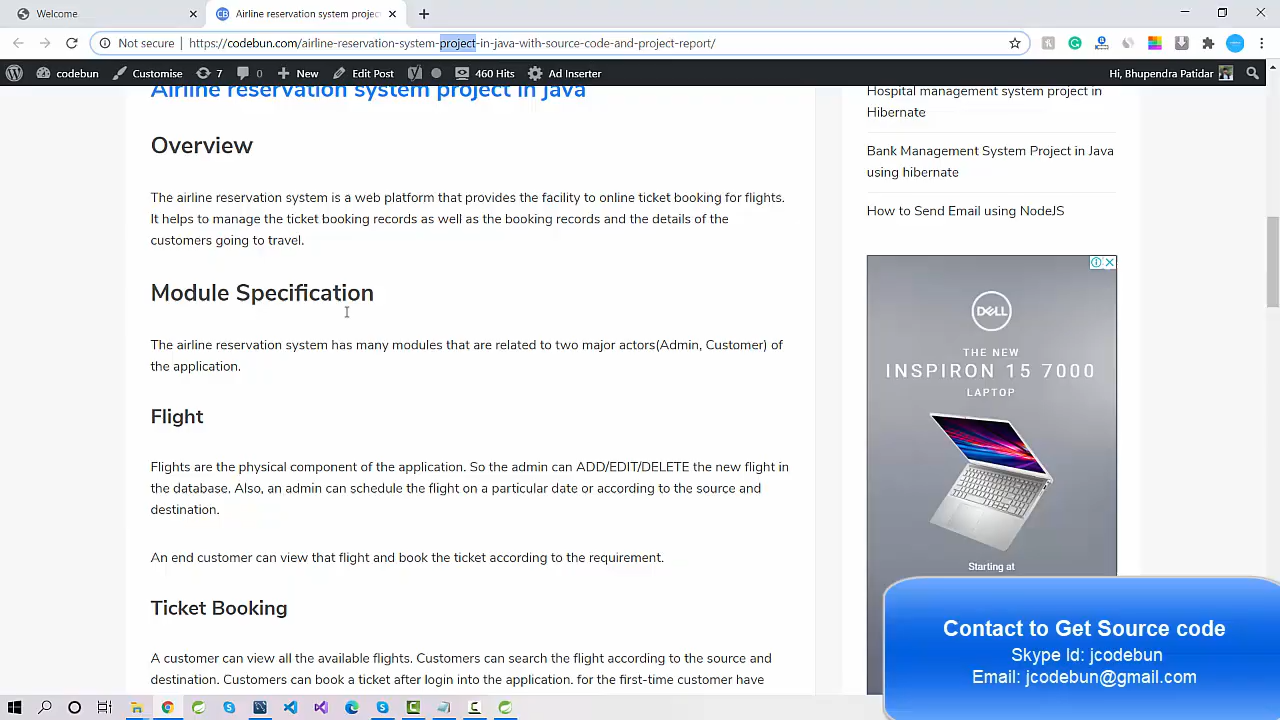 Welcome
Airline reservation system projec
Not secure
https://codebun.com/airline-reservation-system-project-in-java-with-source-code-and-project-report/
codebun
Customise
7
0
New
Edit Post
460 Hits
Ad Inserter
Hi, Bhupendra Patidar
Airline reservation system project in java
Overview
The airline reservation system is a web platform that provides the facility to online ticket booking for flights.
It helps to manage the ticket booking records as well as the booking records and the details of the
customers going to travel.
Module Specification
The airline reservation system has many modules that are related to two major actors(Admin, Customer) of
the application.
Flight
Flights are the physical component of the application. So the admin can ADD/EDIT/DELETE the new flight in
the database. Also, an admin can schedule the flight on a particular date or according to the source and
destination.
An end customer can view that flight and book the ticket according to the requirement.
Ticket Booking
A customer can view all the available flights. Customers can search the flight according to the source and
destination. Customers can book a ticket after login into the application. for the first-time customer have
Hospital management system project in
Hibernate
Bank Management System Project in Java
using hibernate
How to Send Email using NodeJS
DELL
THE NEW
INSPIRON 15 7000
LAPTOP
Starting at
Contact to Get Source code
Skype Id: jcodebun
Email: jcodebun@gmail.com